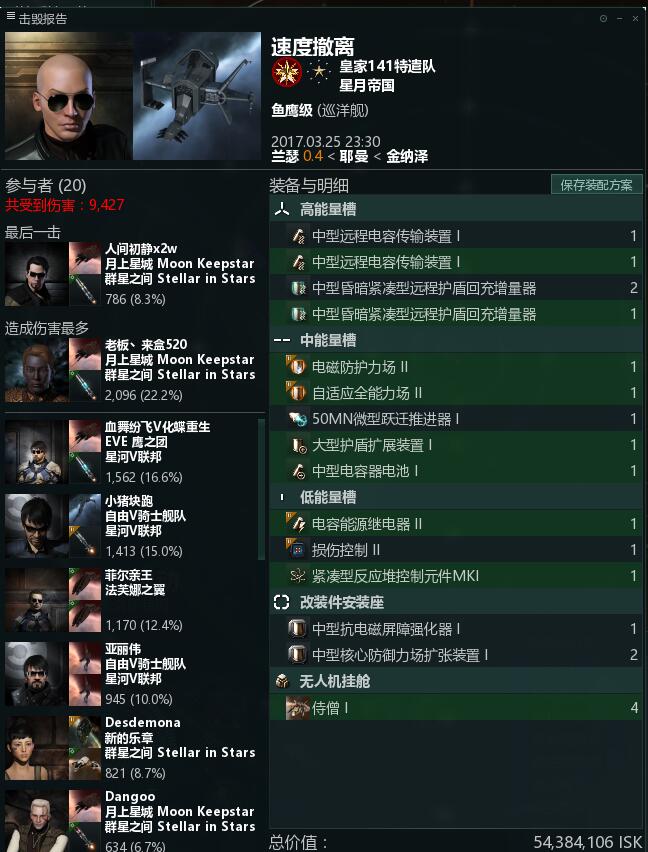 击毁报告
速度撤离
皇家141特遣队
星月帝国
鱼鹰级 (巡洋舰)
2017.03.25 23:30
兰瑟 0.4 < 耶曼 < 金纳泽
参与者 (20)
共受到伤害：9,427
最后一击
人间初静x2w
月上星城 Moon Keepstar
群星之间 Stellar in Stars
786 (8.3%)
造成伤害最多
老板、来盒520
月上星城 Moon Keepstar
群星之间 Stellar in Stars
2,096 (22.2%)
血舞纷飞V化蝶重生
EVE 鹰之团
星河V联邦
1,562 (16.6%)
小猪块跑
自由V骑士舰队
星河V联邦
1,413 (15.0%)
菲尔亲王
法芙娜之翼
1,170 (12.4%)
亚丽伟
自由V骑士舰队
星河V联邦
945 (10.0%)
Desdemona
新的乐章
群星之间 Stellar in Stars
821 (8.7%)
Dangoo
月上星城 Moon Keepstar
群星之间 Stellar in Stars
634 (6.7%)
装备与明细
保存装配方案
高能量槽
中型远程电容传输装置 I 1
中型远程电容传输装置 I 1
中型昏暗紧凑型远程护盾回充增量器 2
中型昏暗紧凑型远程护盾回充增量器 1
中能量槽
电磁防护力场 II 1
自适应全能力场 II 1
50MN微型跃迁推进器 I 1
大型护盾扩展装置 I 1
中型电容器电池 I 1
低能量槽
电容能源继电器 II 1
损伤控制 II 1
紧凑型反应堆控制元件MKI 1
改装件安装座
中型抗电磁屏障强化器 I 1
中型核心防御力场扩张装置 I 2
无人机挂舱
侍僧 I 4
总价值： 54,384,106 ISK